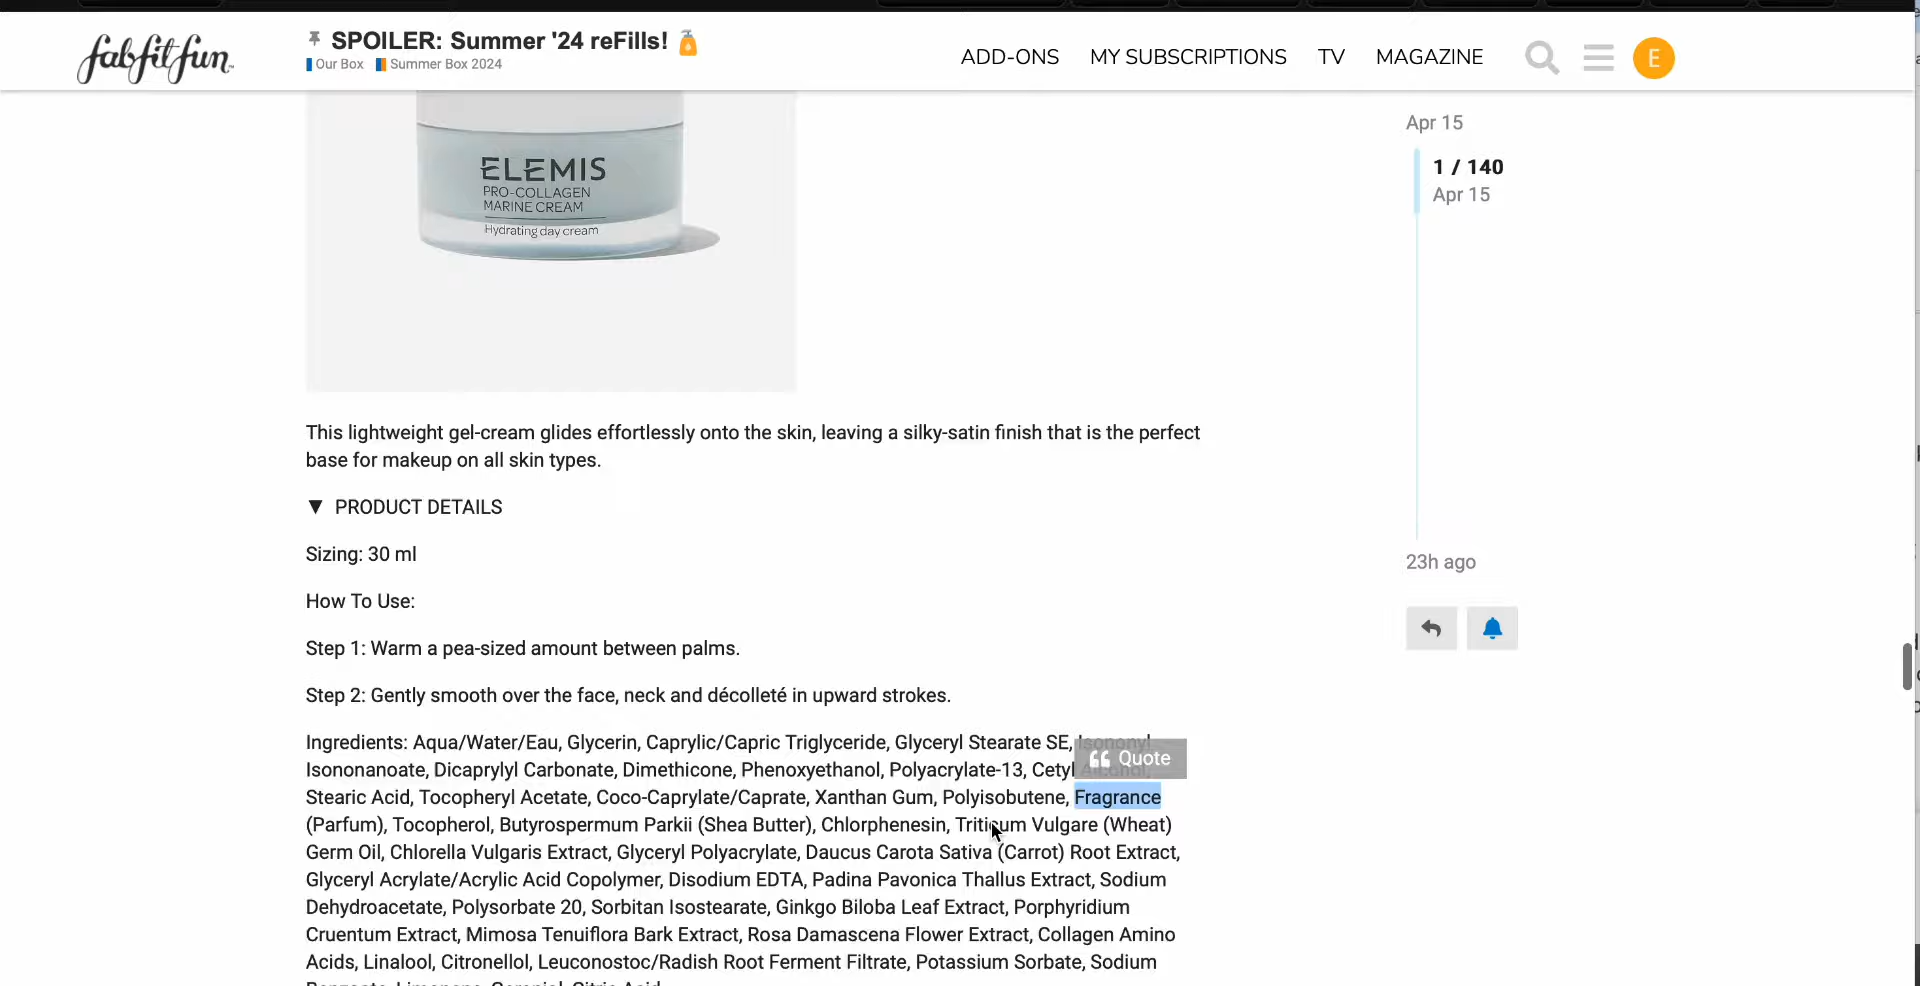 fabfitfun
SPOILER: Summer '24 reFills!
Our Box Summer Box 2024
ADD-ONS MY SUBSCRIPTIONS TV MAGAZINE
E
Apr 15
1 / 140
Apr 15
ELEMIS
PRO-COLLAGEN
MARINE CREAM
Hydrating day cream
This lightweight gel-cream glides effortlessly onto the skin, leaving a silky-satin finish that is the perfect
base for makeup on all skin types.
▼ PRODUCT DETAILS
Sizing: 30 ml
23h ago
How To Use:
Step 1: Warm a pea-sized amount between palms.
Step 2: Gently smooth over the face, neck and décolleté in upward strokes.
Ingredients: Aqua/Water/Eau, Glycerin, Caprylic/Capric Triglyceride, Glyceryl Stearate SE, Isononyl
Quote
Isononanoate, Dicaprylyl Carbonate, Dimethicone, Phenoxyethanol, Polyacrylate-13, Cetyl Alcohol,
Stearic Acid, Tocopheryl Acetate, Coco-Caprylate/Caprate, Xanthan Gum, Polyisobutene, Fragrance
(Parfum), Tocopherol, Butyrospermum Parkii (Shea Butter), Chlorphenesin, Triticum Vulgare (Wheat)
Germ Oil, Chlorella Vulgaris Extract, Glyceryl Polyacrylate, Daucus Carota Sativa (Carrot) Root Extract,
Glyceryl Acrylate/Acrylic Acid Copolymer, Disodium EDTA, Padina Pavonica Thallus Extract, Sodium
Dehydroacetate, Polysorbate 20, Sorbitan Isostearate, Ginkgo Biloba Leaf Extract, Porphyridium
Cruentum Extract, Mimosa Tenuiflora Bark Extract, Rosa Damascena Flower Extract, Collagen Amino
Acids, Linalool, Citronellol, Leuconostoc/Radish Root Ferment Filtrate, Potassium Sorbate, Sodium
Benzoate, Limonene, Geraniol, Citric Acid